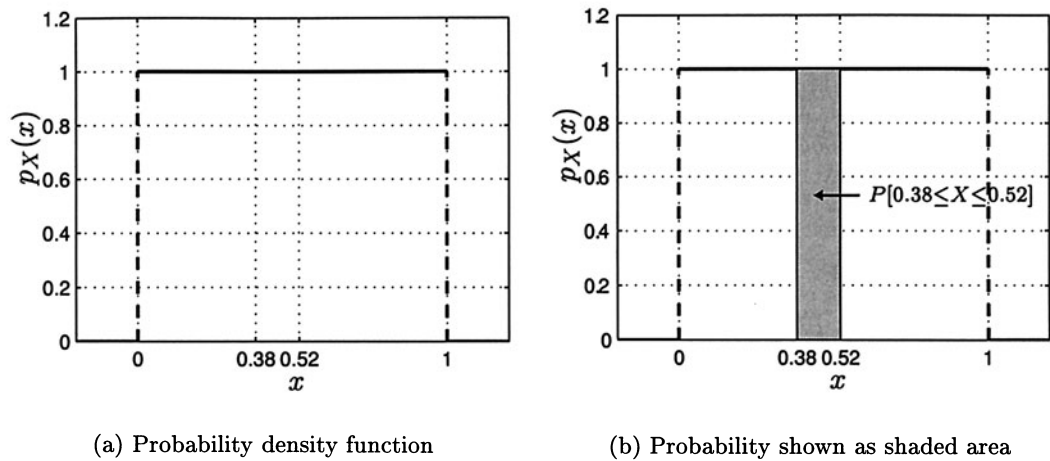 1.2
1
0.8
0.6
0.4
0.2
0
pX(x)
0 0.38 0.52 1
x
(a) Probability density function
1.2
1
0.8
0.6
0.4
0.2
0
pX(x)
P[0.38≤X≤0.52]
0 0.38 0.52 1
x
(b) Probability shown as shaded area